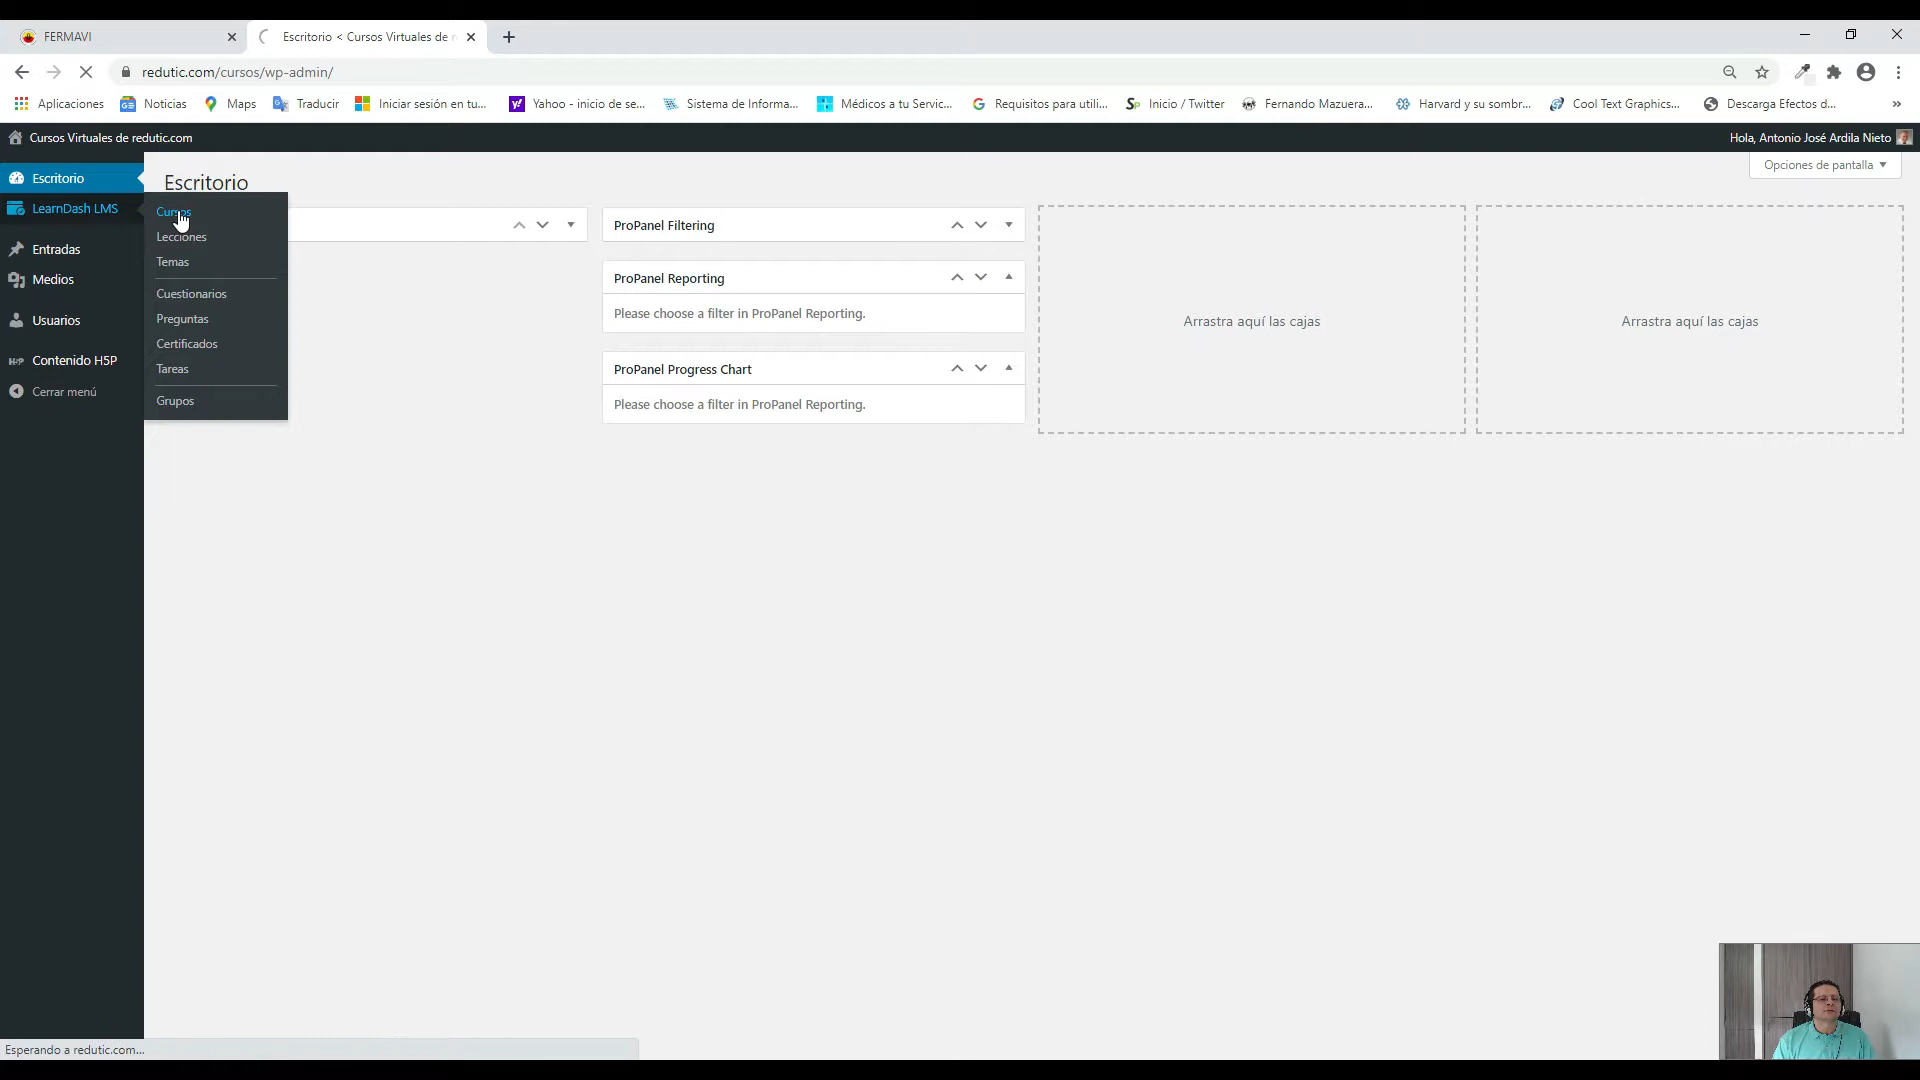 FERMAVI
Escritorio < Cursos Virtuales de r
redutic.com/cursos/wp-admin/
Aplicaciones
Noticias
Maps
Traducir
Iniciar sesión en tu...
Yahoo - inicio de se...
Sistema de Informa...
Médicos a tu Servic...
Requisitos para utili...
Inicio / Twitter
Fernando Mazuera...
Harvard y su sombr...
Cool Text Graphics...
Descarga Efectos d...
Cursos Virtuales de redutic.com
Hola, Antonio José Ardila Nieto
Opciones de pantalla
Escritorio
LearnDash LMS
Entradas
Medios
Usuarios
H5P Contenido H5P
Cerrar menú
Escritorio
Cursos
Lecciones
Temas
Cuestionarios
Preguntas
Certificados
Tareas
Grupos
ProPanel Filtering
ProPanel Reporting
Please choose a filter in ProPanel Reporting.
ProPanel Progress Chart
Please choose a filter in ProPanel Reporting.
Arrastra aquí las cajas
Arrastra aquí las cajas
Esperando a redutic.com...